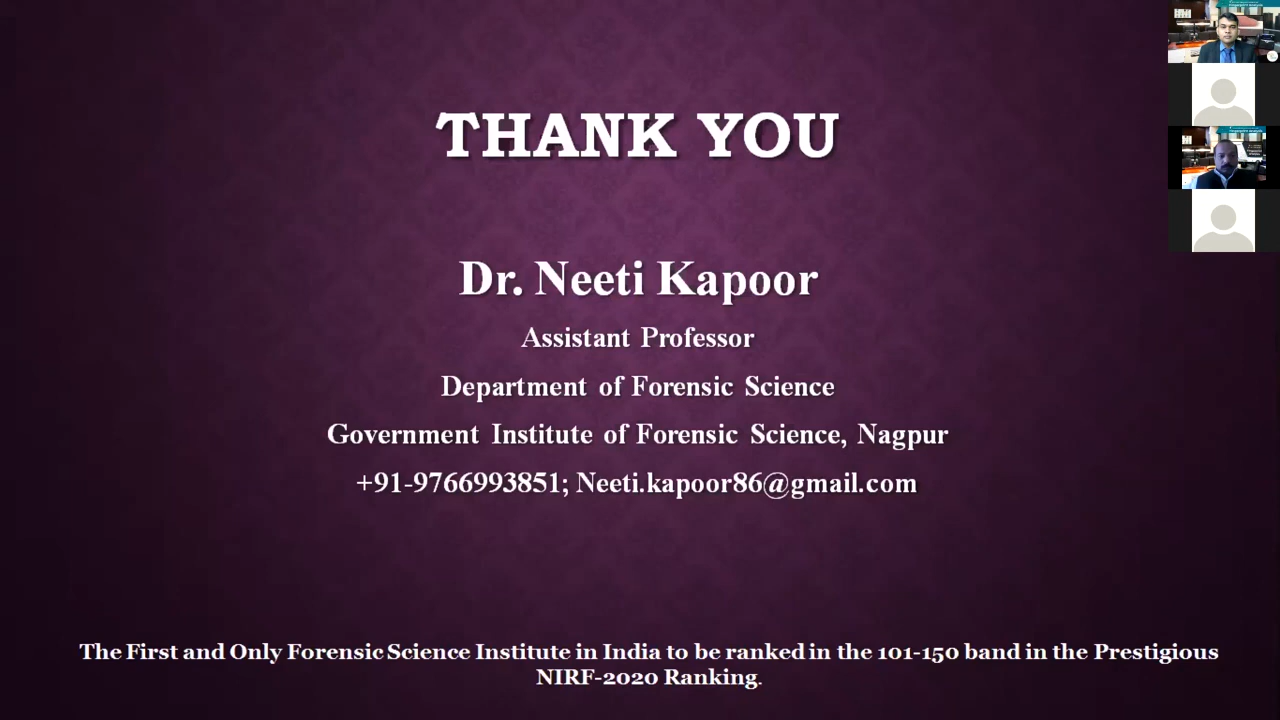 THANK YOU
Dr. Neeti Kapoor
Assistant Professor
Department of Forensic Science
Government Institute of Forensic Science, Nagpur
+91-9766993851; Neeti.kapoor86@gmail.com
The First and Only Forensic Science Institute in India to be ranked in the 101-150 band in the Prestigious
NIRF-2020 Ranking.